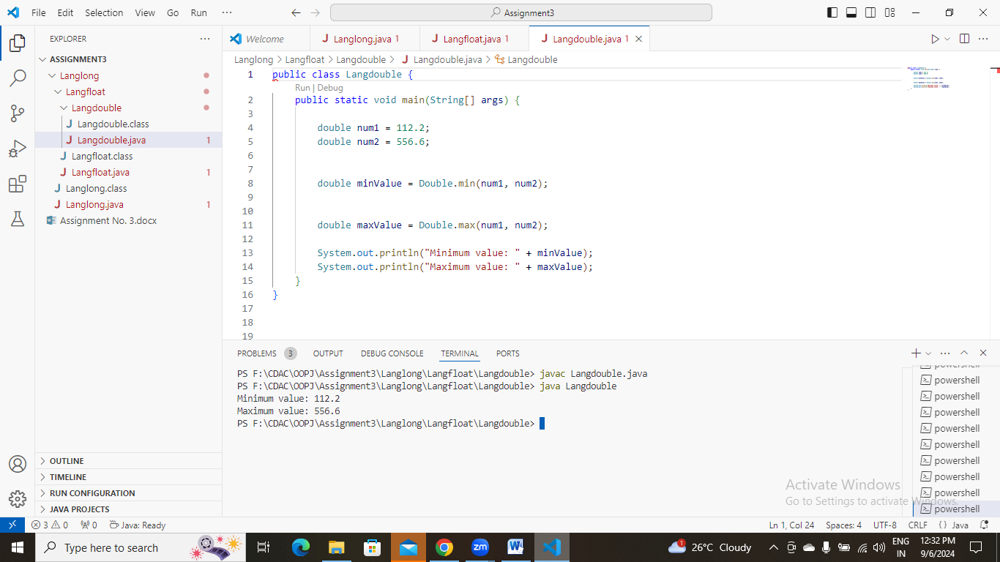 File Edit Selection View Go Run ··· Assignment3
EXPLORER ···
ASSIGNMENT3
Langlong
Langfloat
Langdouble
Langdouble.class
Langdouble.java 1
Langfloat.class
Langfloat.java 1
Langlong.class
Langlong.java 1
Assignment No. 3.docx
OUTLINE
TIMELINE
RUN CONFIGURATION
JAVA PROJECTS
Welcome Langlong.java 1 Langfloat.java 1 Langdouble.java 1
Langlong > Langfloat > Langdouble > Langdouble.java > Langdouble
1 public class Langdouble {
Run | Debug
2 public static void main(String[] args) {
3
4 double num1 = 112.2;
5 double num2 = 556.6;
6
7
8 double minValue = Double.min(num1, num2);
9
10
11 double maxValue = Double.max(num1, num2);
12
13 System.out.println("Minimum value: " + minValue);
14 System.out.println("Maximum value: " + maxValue);
15 }
16 }
17
18
19
PROBLEMS 3 OUTPUT DEBUG CONSOLE TERMINAL PORTS
PS F:\CDAC\OOPJ\Assignment3\Langlong\Langfloat\Langdouble> javac Langdouble.java
PS F:\CDAC\OOPJ\Assignment3\Langlong\Langfloat\Langdouble> java Langdouble
Minimum value: 112.2
Maximum value: 556.6
PS F:\CDAC\OOPJ\Assignment3\Langlong\Langfloat\Langdouble>
powershell
powershell
powershell
powershell
powershell
powershell
powershell
powershell
powershell
powershell
Activate Windows
Go to Settings to activate Windows.
3 0 0 Java: Ready Ln 1, Col 24 Spaces: 4 UTF-8 CRLF {} Java
Type here to search zm W 1 26°C Cloudy ENG 12:32 PM
IN 9/6/2024